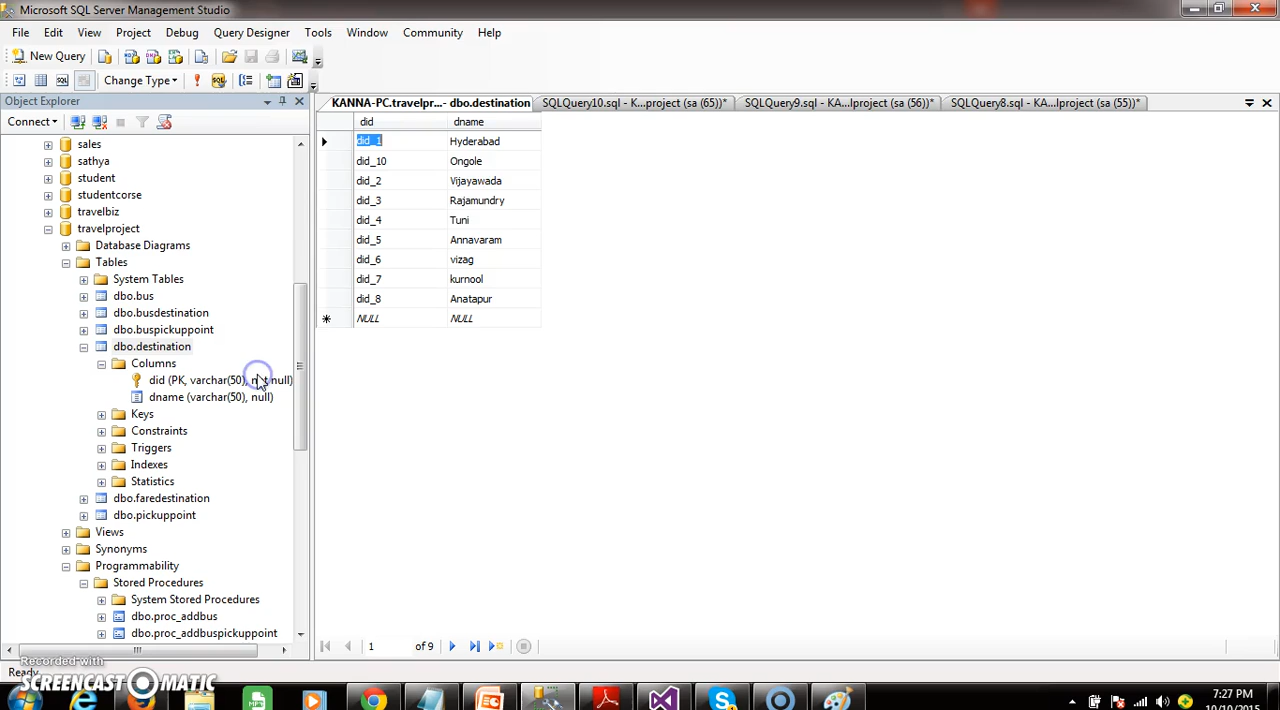 Microsoft SQL Server Management Studio
File Edit View Project Debug Query Designer Tools Window Community Help
New Query
Change Type
Object Explorer
KANNA-PC.travelpr...- dbo.destination SQLQuery10.sql - K...project (sa (65))* SQLQuery9.sql - KA...lproject (sa (56))* SQLQuery8.sql - KA...lproject (sa (55))*
Connect
sales
sathya
student
studentcorse
travelbiz
travelproject
Database Diagrams
Tables
System Tables
dbo.bus
dbo.busdestination
dbo.buspickuppoint
dbo.destination
Columns
did (PK, varchar(50), not null)
dname (varchar(50), null)
Keys
Constraints
Triggers
Indexes
Statistics
dbo.faredestination
dbo.pickuppoint
Views
Synonyms
Programmability
Stored Procedures
System Stored Procedures
dbo.proc_addbus
dbo.proc_addbuspickuppoint
did dname
did_1 Hyderabad
did_10 Ongole
did_2 Vijayawada
did_3 Rajamundry
did_4 Tuni
did_5 Annavaram
did_6 vizag
did_7 kurnool
did_8 Anatapur
NULL NULL
1 of 9
Recorded with
SCREENCAST MATIC
Ready
7:27 PM
10/10/2015